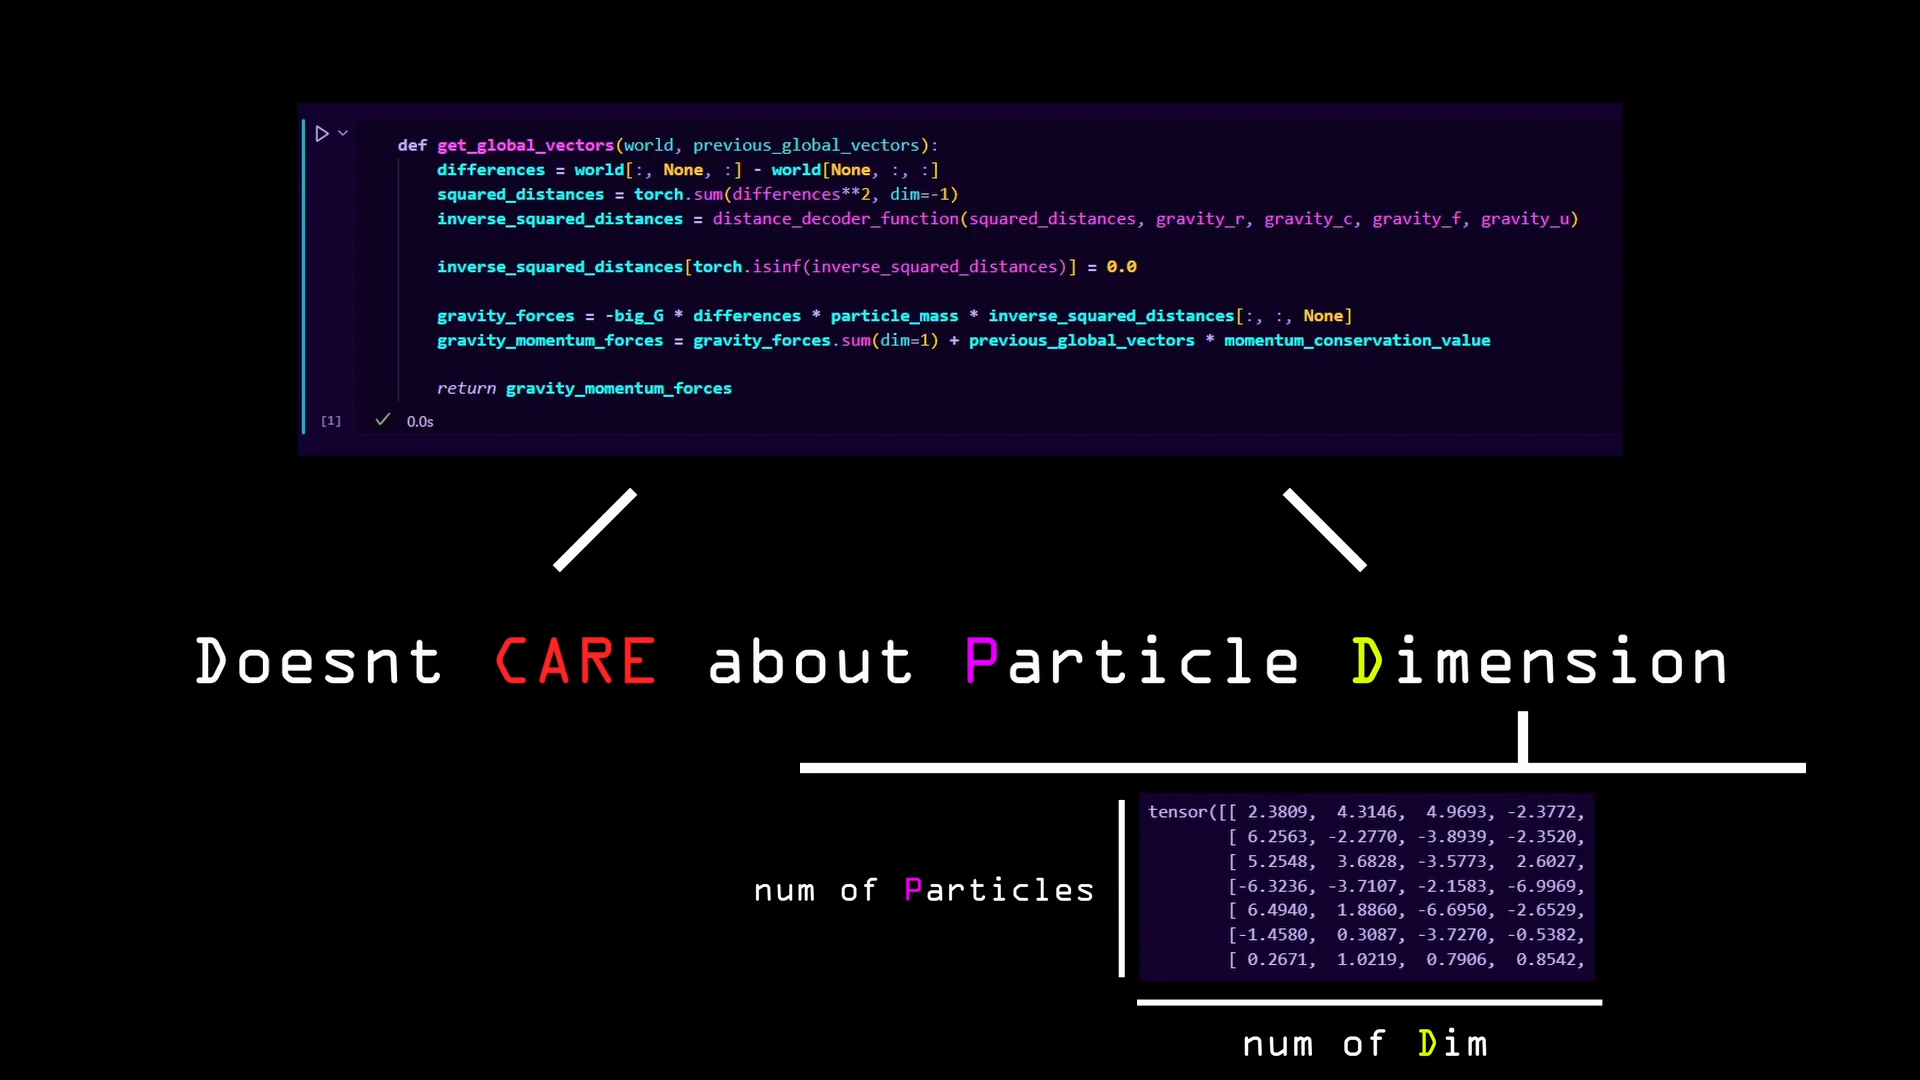 def get_global_vectors(world, previous_global_vectors):
differences = world[:, None, :] - world[None, :, :]
squared_distances = torch.sum(differences**2, dim=-1)
inverse_squared_distances = distance_decoder_function(squared_distances, gravity_r, gravity_c, gravity_f, gravity_u)
inverse_squared_distances[torch.isinf(inverse_squared_distances)] = 0.0
gravity_forces = -big_G * differences * particle_mass * inverse_squared_distances[:, :, None]
gravity_momentum_forces = gravity_forces.sum(dim=1) + previous_global_vectors * momentum_conservation_value
return gravity_momentum_forces
[1] 0.0s
Doesnt CARE about Particle Dimension
tensor([[ 2.3809, 4.3146, 4.9693, -2.3772,
[ 6.2563, -2.2770, -3.8939, -2.3520,
[ 5.2548, 3.6828, -3.5773, 2.6027,
[-6.3236, -3.7107, -2.1583, -6.9969,
[ 6.4940, 1.8860, -6.6950, -2.6529,
[-1.4580, 0.3087, -3.7270, -0.5382,
[ 0.2671, 1.0219, 0.7906, 0.8542,
num of Particles
num of Dim